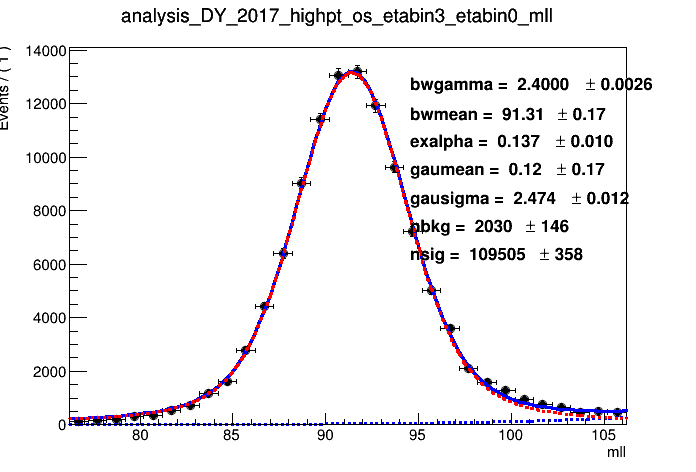 analysis_DY_2017_highpt_os_etabin3_etabin0_mll
Events / ( 1 )
14000
12000
10000
8000
6000
4000
2000
0
bwgamma = 2.4000 ± 0.0026
bwmean = 91.31 ± 0.17
exalpha = 0.137 ± 0.010
gaumean = 0.12 ± 0.17
gausigma = 2.474 ± 0.012
nbkg = 2030 ± 146
nsig = 109505 ± 358
80 85 90 95 100 105
mll